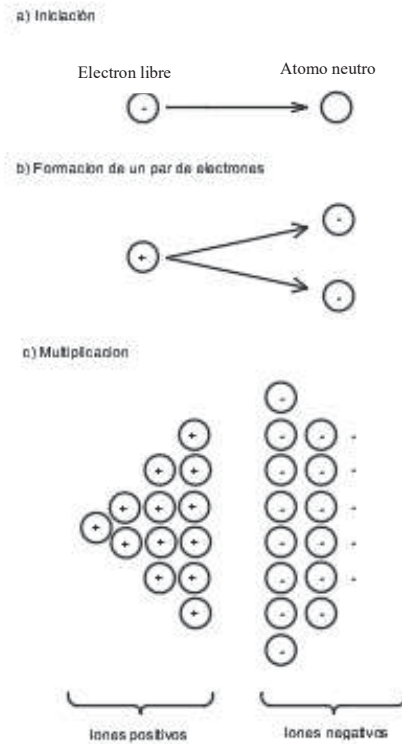 a) Iniciación
Electron libre Atomo neutro
-
b) Formacion de un par de electrones
-
+
-
c) Multiplicacion
-
+ - - -
+ + - - -
+ + + - - -
+
+ + + - - -
+ + - - -
+ - -
-
Iones positivos Iones negativos